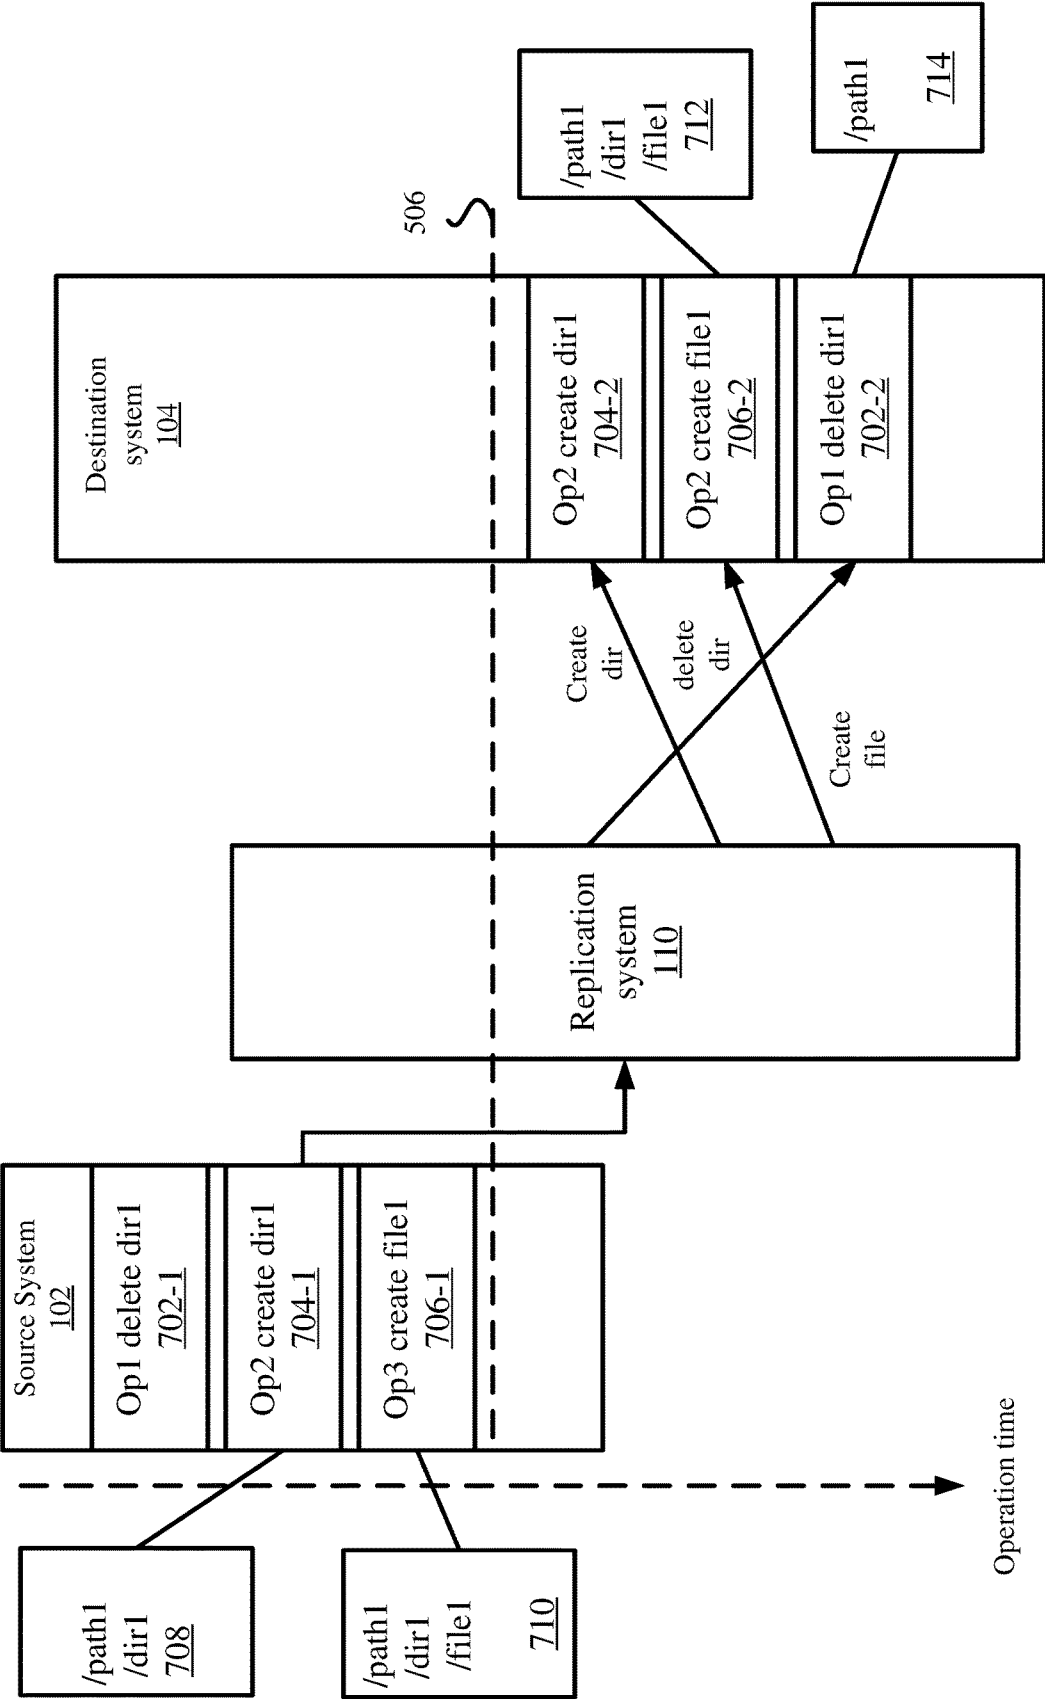 Source System
102
Op1 delete dir1
702-1
Op2 create dir1
704-1
Op3 create file1
706-1
/path1
/dir1
708
/path1
/dir1
/file1
710
Operation time
Replication
system
110
Create
dir
delete
dir
Create
file
Destination
system
104
506
Op2 create dir1
704-2
Op2 create file1
706-2
Op1 delete dir1
702-2
/path1
/dir1
/file1
712
/path1
714